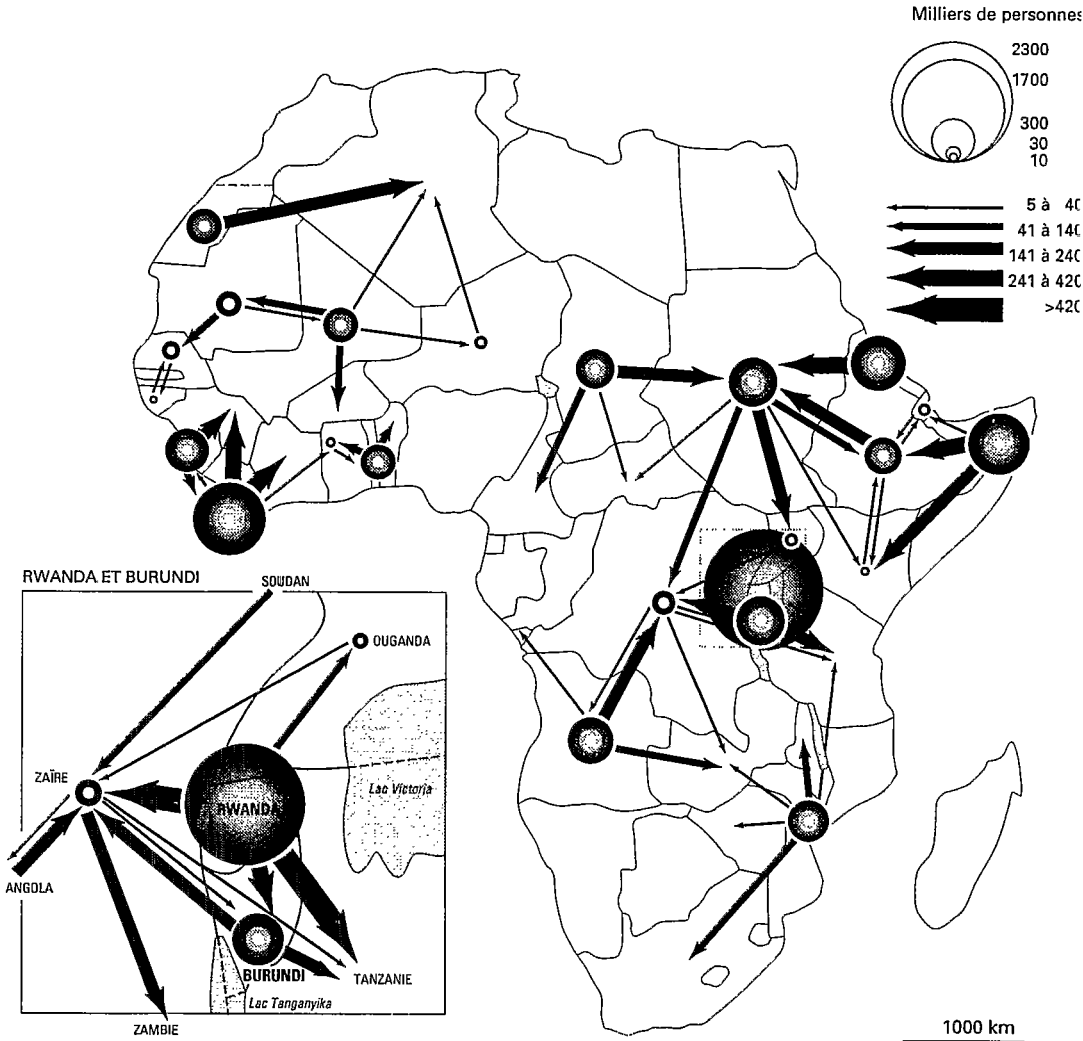 Milliers de personnes
2300
1700
300
30
10
5 à 40
41 à 140
141 à 240
241 à 420
>420
RWANDA ET BURUNDI
SOUDAN
OUGANDA
ZAÏRE
RWANDA
Lac Victoria
ANGOLA
BURUNDI
TANZANIE
Lac Tanganyika
ZAMBIE
1000 km